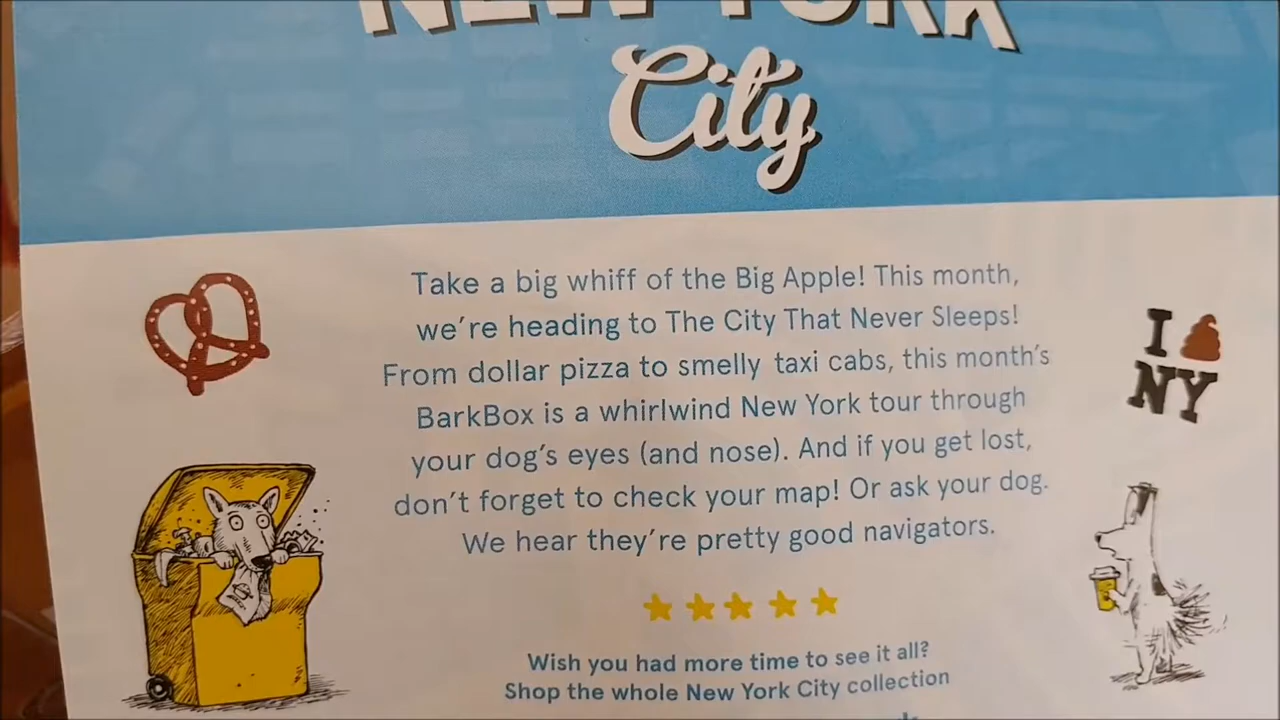 NEW YORK
City
Take a big whiff of the Big Apple! This month,
we're heading to The City That Never Sleeps!
From dollar pizza to smelly taxi cabs, this month's
BarkBox is a whirlwind New York tour through
your dog's eyes (and nose). And if you get lost,
don't forget to check your map! Or ask your dog.
We hear they're pretty good navigators.
I
NY
Wish you had more time to see it all?
Shop the whole New York City collection